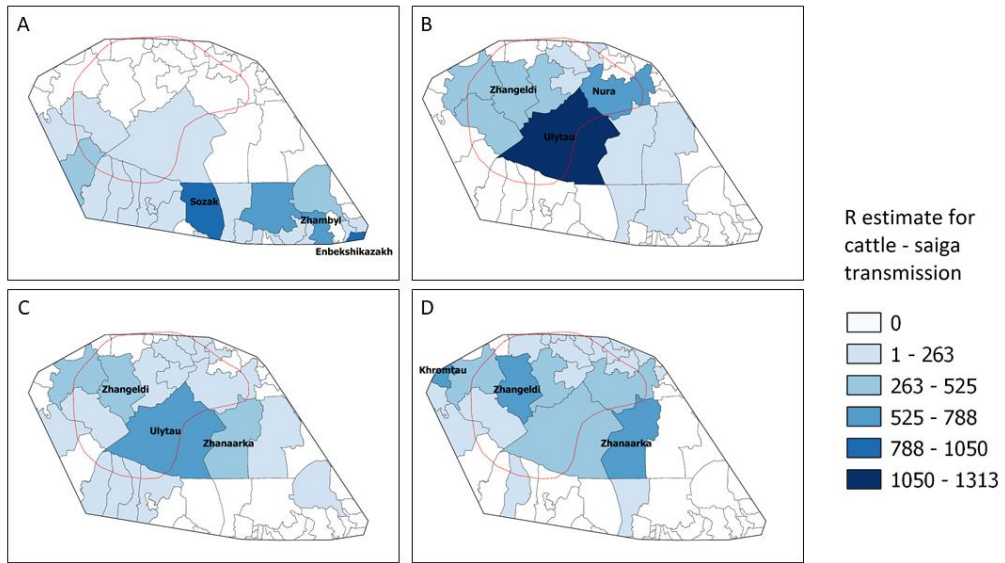 A
Sozak
Zhambyl
Enbekshikazakh
B
Zhangeldi
Nura
Ulytau
C
Zhangeldi
Ulytau
Zhanaarka
D
Khromtau
Zhangeldi
Zhanaarka
R estimate for
cattle - saiga
transmission
0
1 - 263
263 - 525
525 - 788
788 - 1050
1050 - 1313